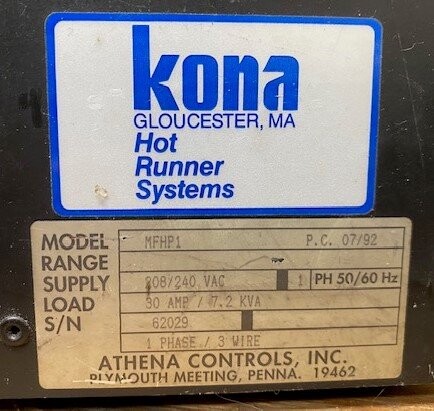 kona
GLOUCESTER, MA
Hot
Runner
Systems
MODEL MFHP1 P.C. 07/92
RANGE
SUPPLY 208/240 VAC 1 PH 50/60 Hz
LOAD 30 AMP / 7.2 KVA
S/N 62029
1 PHASE / 3 WIRE
ATHENA CONTROLS, INC.
PLYMOUTH MEETING, PENNA. 19462